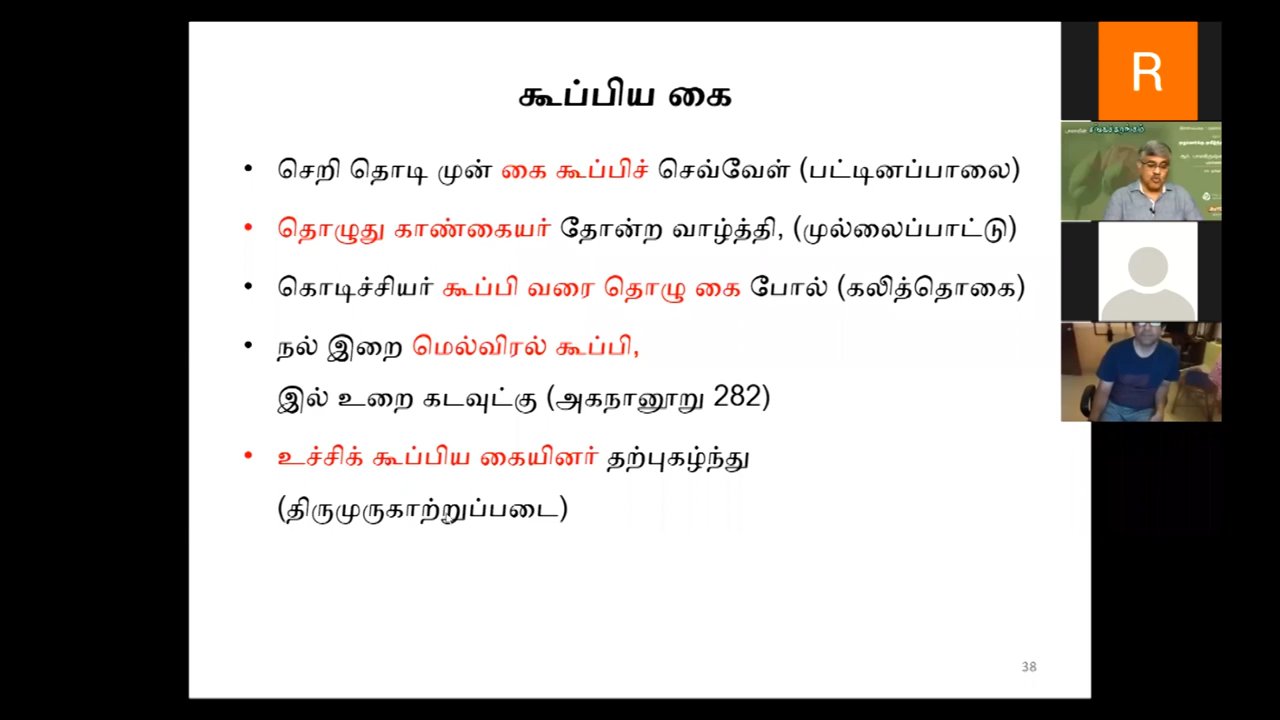 கூப்பிய கை
• செறி தொடி முன் கை கூப்பிச் செவ்வேள் (பட்டினப்பாலை)
• தொழுது காண்கையர் தோன்ற வாழ்த்தி, (முல்லைப்பாட்டு)
• கொடிச்சியர் கூப்பி வரை தொழு கை போல் (கலித்தொகை)
• நல் இறை மெல்விரல் கூப்பி,
இல் உறை கடவுட்கு (அகநானூறு 282)
• உச்சிக் கூப்பிய கையினர் தற்புகழ்ந்து
(திருமுருகாற்றுப்படை)
38
R